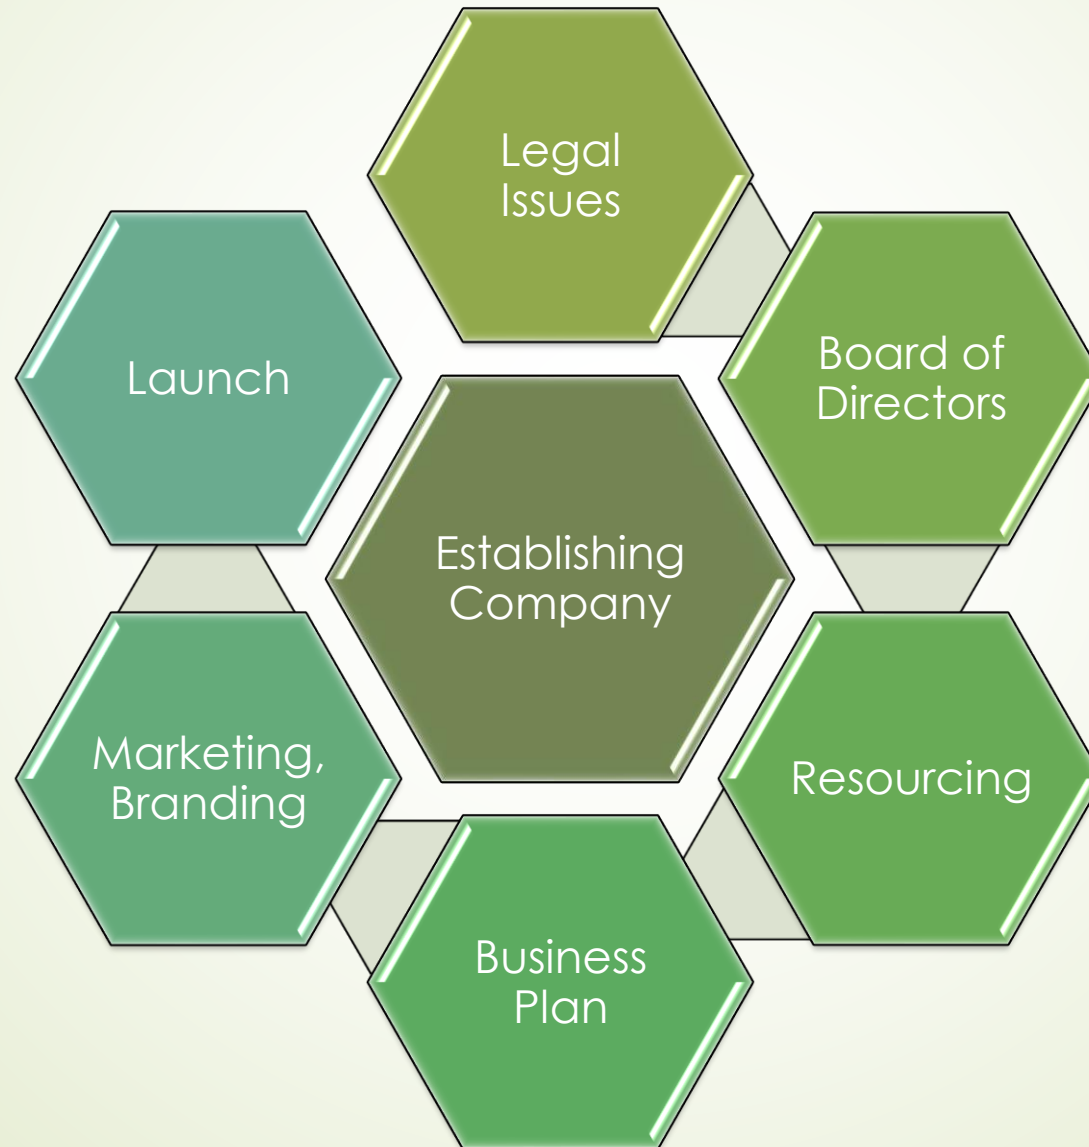 Legal
Issues
Board of
Directors
Resourcing
Business
Plan
Marketing,
Branding
Launch
Establishing
Company